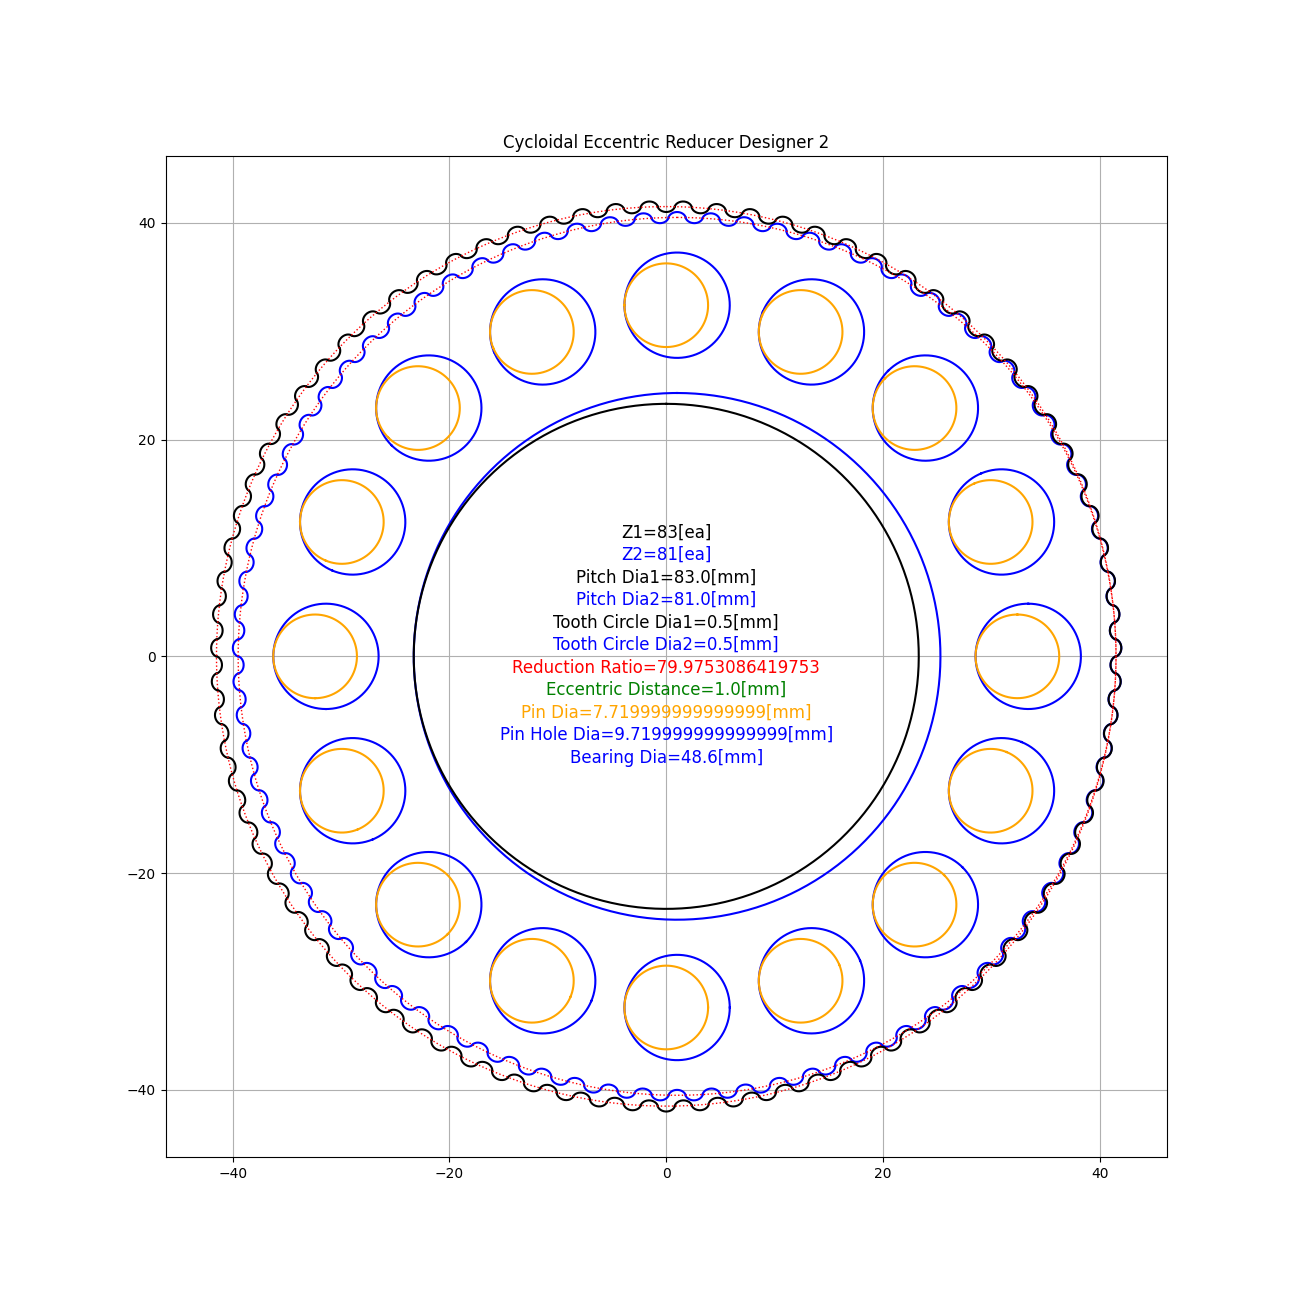 Cycloidal Eccentric Reducer Designer 2
40
20
0
−20
−40
Z1=83[ea]
Z2=81[ea]
Pitch Dia1=83.0[mm]
Pitch Dia2=81.0[mm]
Tooth Circle Dia1=0.5[mm]
Tooth Circle Dia2=0.5[mm]
Reduction Ratio=79.9753086419753
Eccentric Distance=1.0[mm]
Pin Dia=7.719999999999999[mm]
Pin Hole Dia=9.719999999999999[mm]
Bearing Dia=48.6[mm]
−40 −20 0 20 40